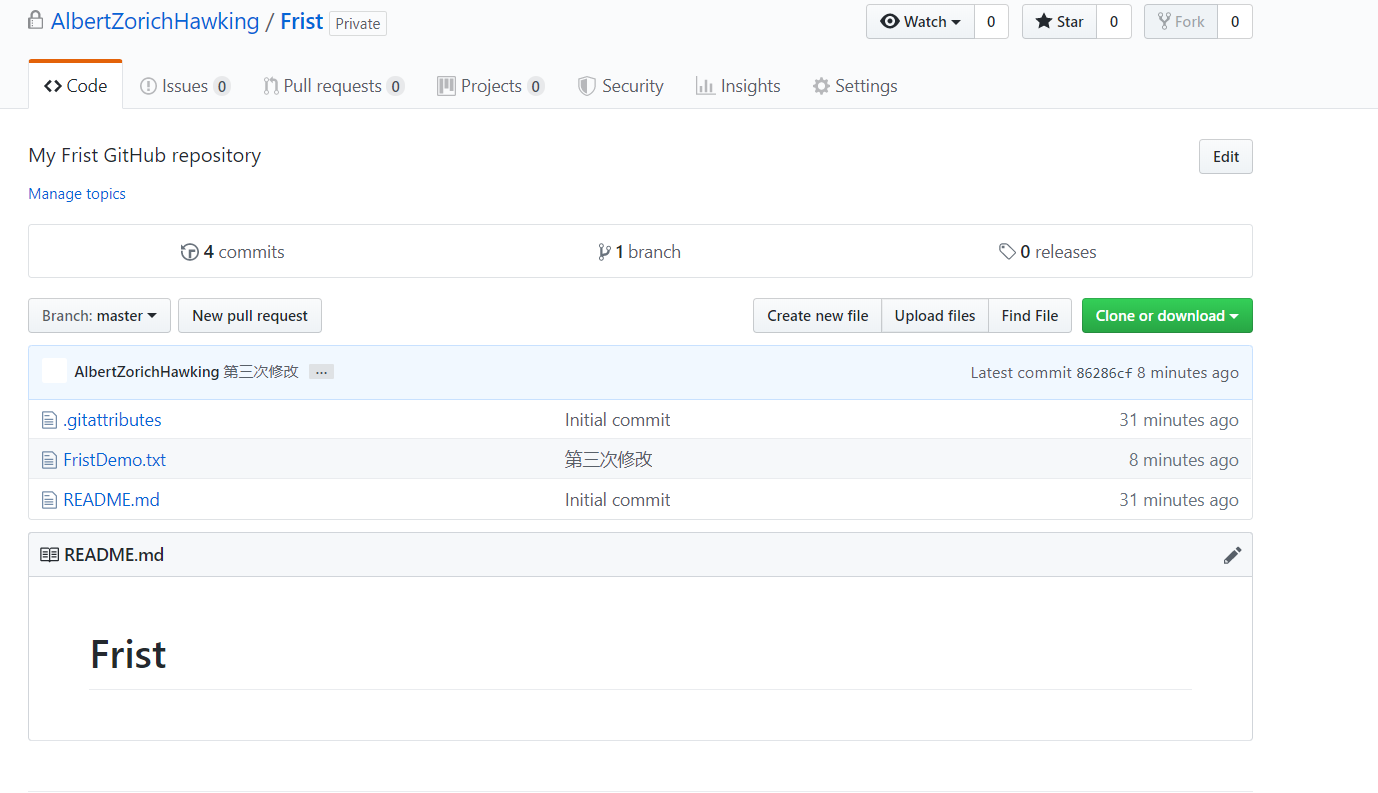 AlbertZorichHawking / Frist Private Watch 0 Star 0 Fork 0
Code Issues 0 Pull requests 0 Projects 0 Security Insights Settings
My Frist GitHub repository Edit
Manage topics
4 commits 1 branch 0 releases
Branch: master New pull request Create new file Upload files Find File Clone or download
AlbertZorichHawking 第三次修改 ... Latest commit 86286cf 8 minutes ago
.gitattributes Initial commit 31 minutes ago
FristDemo.txt 第三次修改 8 minutes ago
README.md Initial commit 31 minutes ago
README.md
Frist